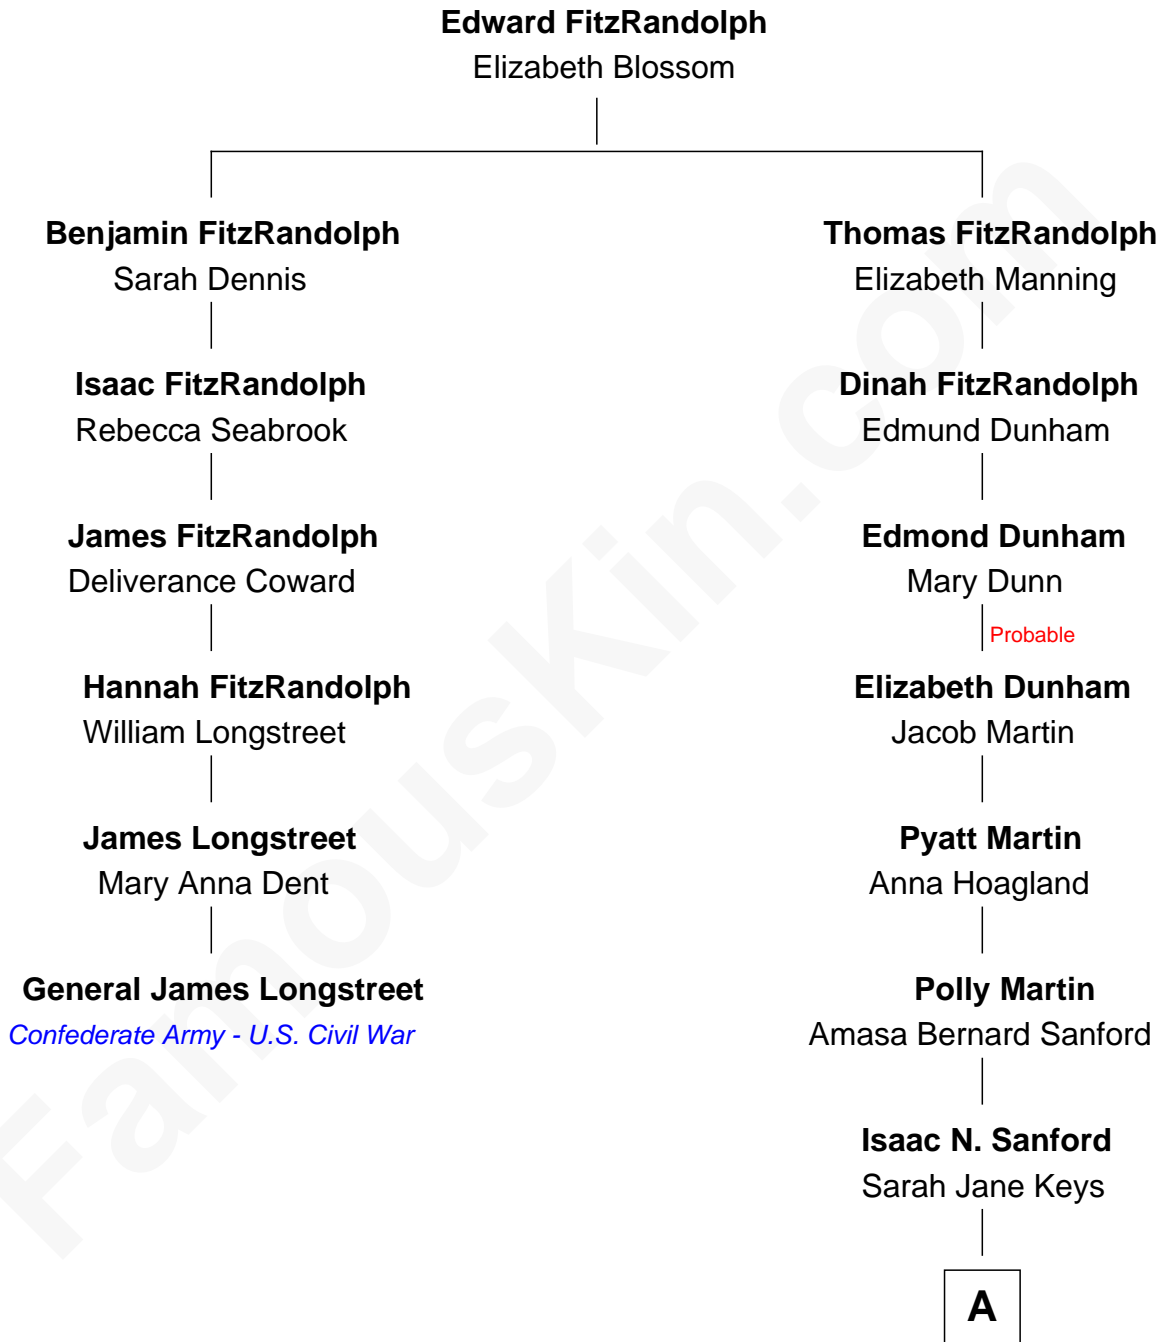 Edward FitzRandolph
Elizabeth Blossom
Benjamin FitzRandolph
Sarah Dennis
Isaac FitzRandolph
Rebecca Seabrook
James FitzRandolph
Deliverance Coward
Hannah FitzRandolph
William Longstreet
James Longstreet
Mary Anna Dent
General James Longstreet
Confederate Army - U.S. Civil War
Thomas FitzRandolph
Elizabeth Manning
Dinah FitzRandolph
Edmund Dunham
Edmond Dunham
Mary Dunn
Probable
Elizabeth Dunham
Jacob Martin
Pyatt Martin
Anna Hoagland
Polly Martin
Amasa Bernard Sanford
Isaac N. Sanford
Sarah Jane Keys
A
FamousKin.com